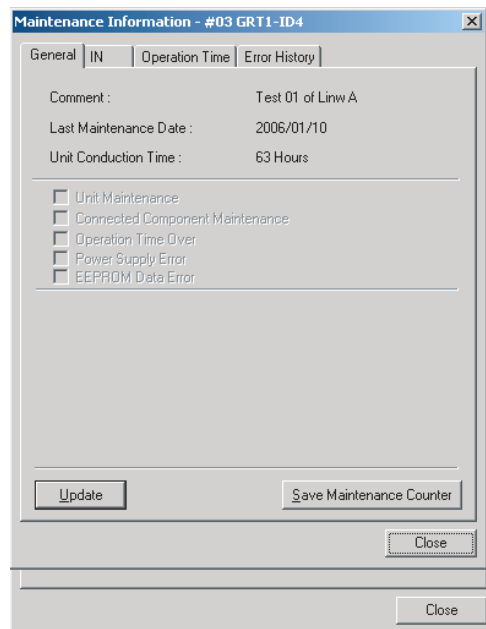 Maintenance Information - #03 GRT1-ID4
General IN Operation Time Error History
Comment : Test 01 of Linw A
Last Maintenance Date : 2006/01/10
Unit Conduction Time : 63 Hours
Unit Maintenance
Connected Component Maintenance
Operation Time Over
Power Supply Error
EEPROM Data Error
Update Save Maintenance Counter
Close
Close